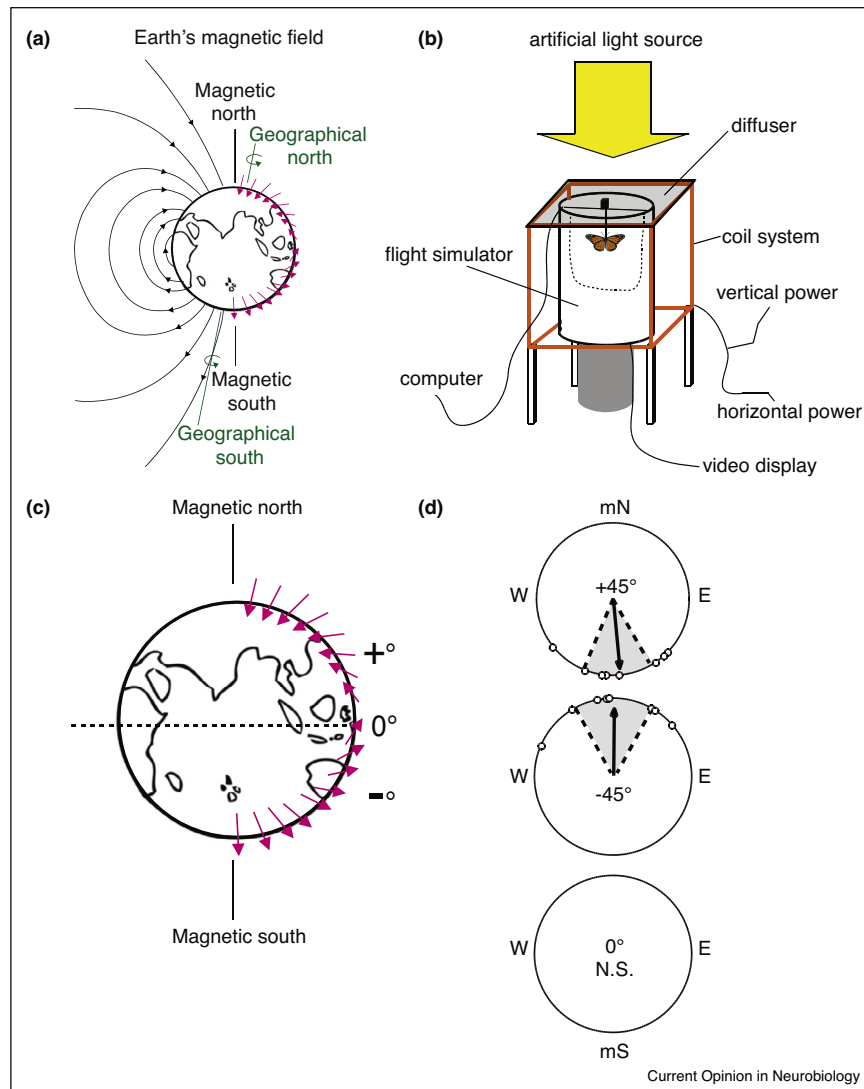 (a)
Earth's magnetic field
Magnetic
north
Geographical
north
Magnetic
south
Geographical
south
(b)
artificial light source
diffuser
coil system
flight simulator
vertical power
computer
horizontal power
video display
(c)
Magnetic north
+°
0°
-°
Magnetic south
(d)
mN
W
+45°
E
W
-45°
E
W
0°
N.S.
E
mS
Current Opinion in Neurobiology